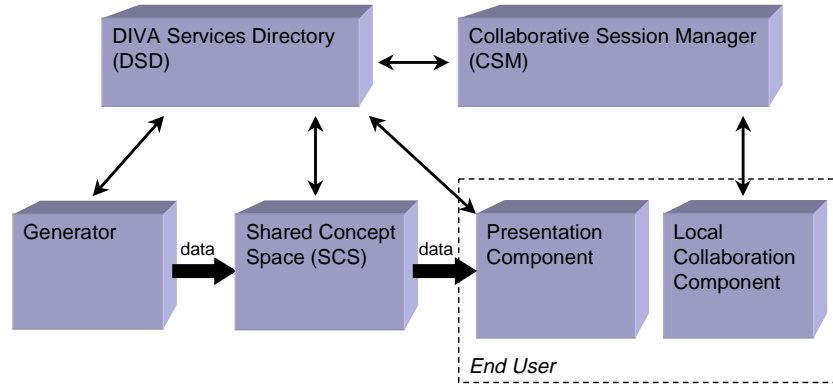 DIVA Services Directory
(DSD)
Collaborative Session Manager
(CSM)
Generator
data
Shared Concept
Space (SCS)
data
Presentation
Component
Local
Collaboration
Component
End User